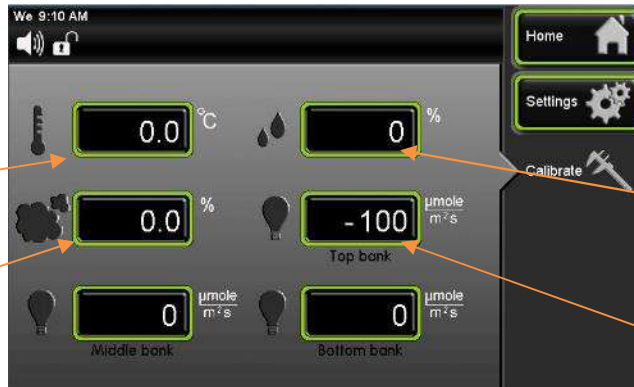 We 9:10 AM
Home
Settings
Calibrate
0.0 °C
0 %
0.0 %
-100 µmole
m²s
Top bank
0 µmole
m²s
Middle bank
0 µmole
m²s
Bottom bank